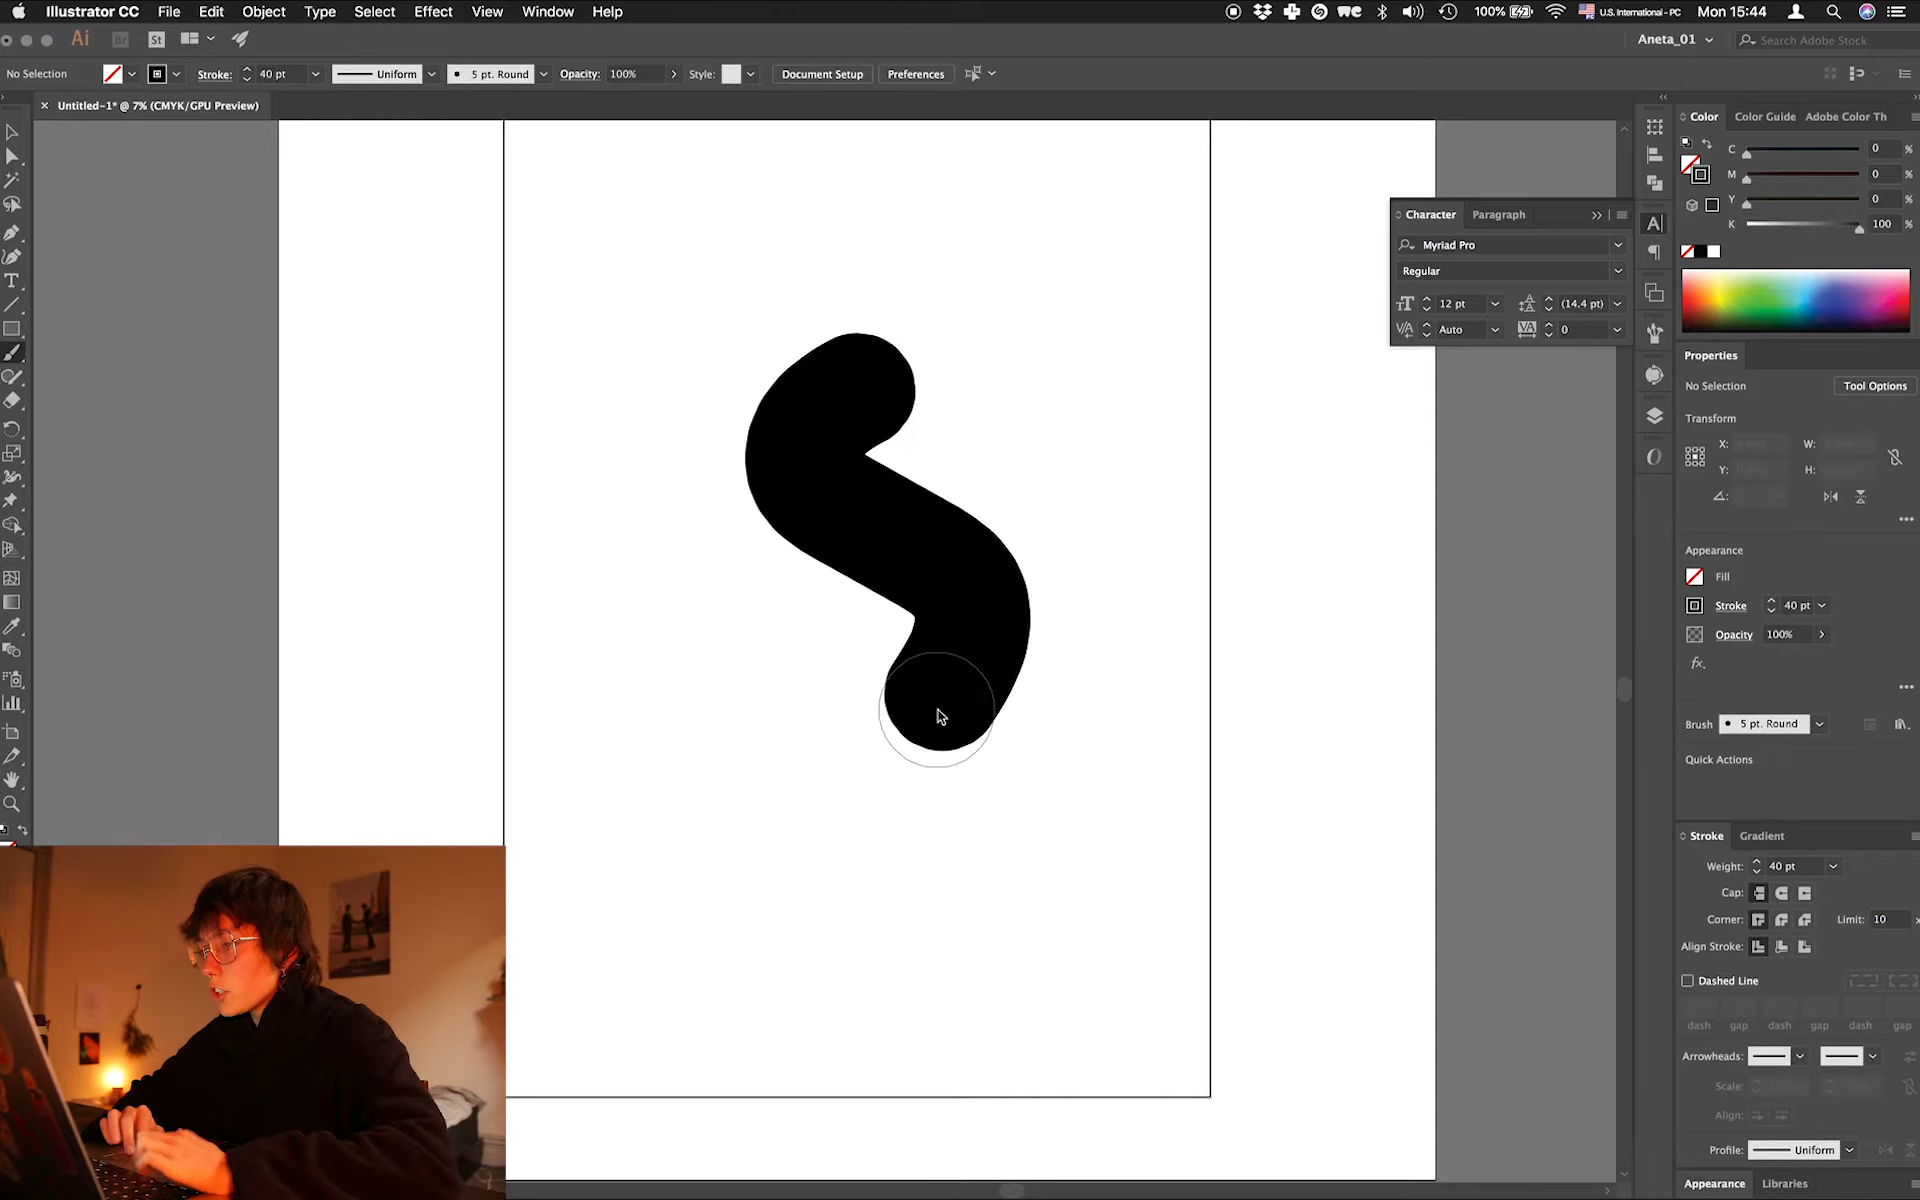 Illustrator CC File Edit Object Type Select Effect View Window Help
100% U.S. International - PC Mon 15:44
Ai Br St
Aneta_01 Search Adobe Stock
No Selection Stroke: 40 pt Uniform 5 pt. Round Opacity: 100% Style: Document Setup Preferences
Untitled-1* @ 7% (CMYK/GPU Preview)
Color Color Guide Adobe Color Th
C 0 %
M 0 %
Y 0 %
K 100 %
Character Paragraph
Myriad Pro
Regular
12 pt (14.4 pt)
Auto 0
Properties
No Selection Tool Options
Transform
X: W:
Y: H:
Appearance
Fill
Stroke 40 pt
Opacity 100%
fx.
Brush 5 pt. Round
Quick Actions
Stroke Gradient
Weight: 40 pt
Cap:
Corner: Limit: 10 x
Align Stroke:
Dashed Line
dash gap dash gap dash gap
Arrowheads:
Scale:
Align:
Profile: Uniform
Appearance Libraries